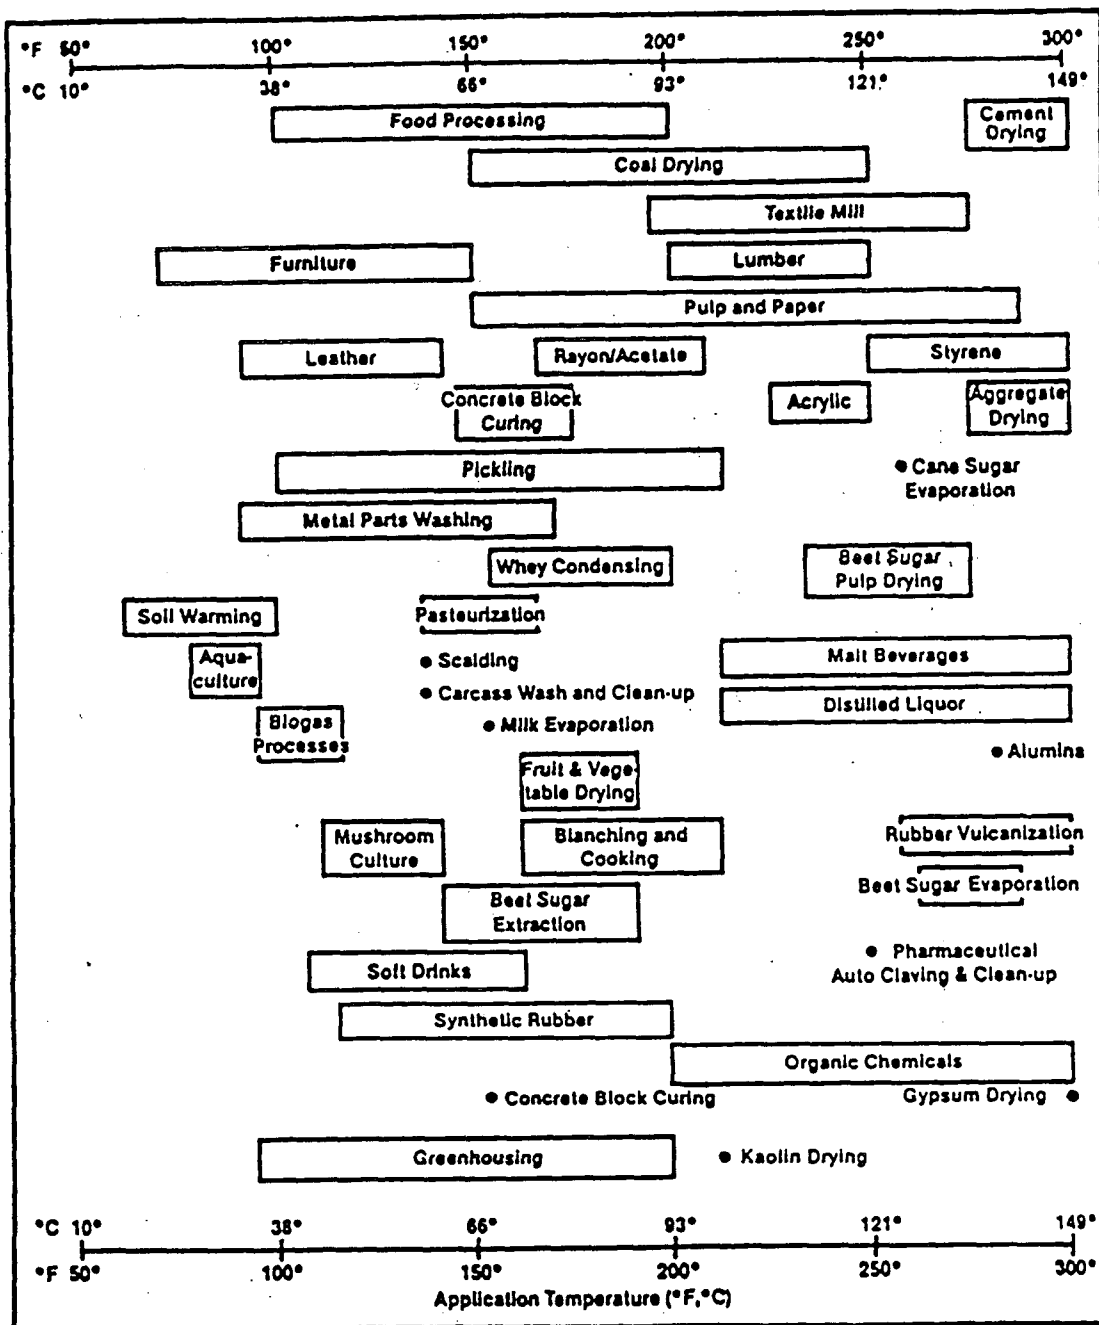 °F 50° 100° 150° 200° 250° 300°
°C 10° 38° 66° 93° 121° 149°
Food Processing
Cement
Drying
Coal Drying
Textile Mill
Furniture
Lumber
Pulp and Paper
Leather
Rayon/Acetate
Styrene
Concrete Block
Curing
Acrylic
Aggregate
Drying
Pickling
• Cane Sugar
Evaporation
Metal Parts Washing
Whey Condensing
Beet Sugar
Pulp Drying
Soil Warming
Pasteurization
Aqua-
culture
• Scalding
Malt Beverages
• Carcass Wash and Clean-up
Distilled Liquor
Biogas
Processes
• Milk Evaporation
• Alumina
Fruit & Vege-
table Drying
Mushroom
Culture
Blanching and
Cooking
Rubber Vulcanization
Beet Sugar Evaporation
Beet Sugar
Extraction
• Pharmaceutical
Auto Claving & Clean-up
Soft Drinks
Synthetic Rubber
Organic Chemicals
• Concrete Block Curing
Gypsum Drying •
Greenhousing
• Kaolin Drying
°C 10° 38° 66° 93° 121° 149°
°F 50° 100° 150° 200° 250° 300°
Application Temperature (°F,°C)